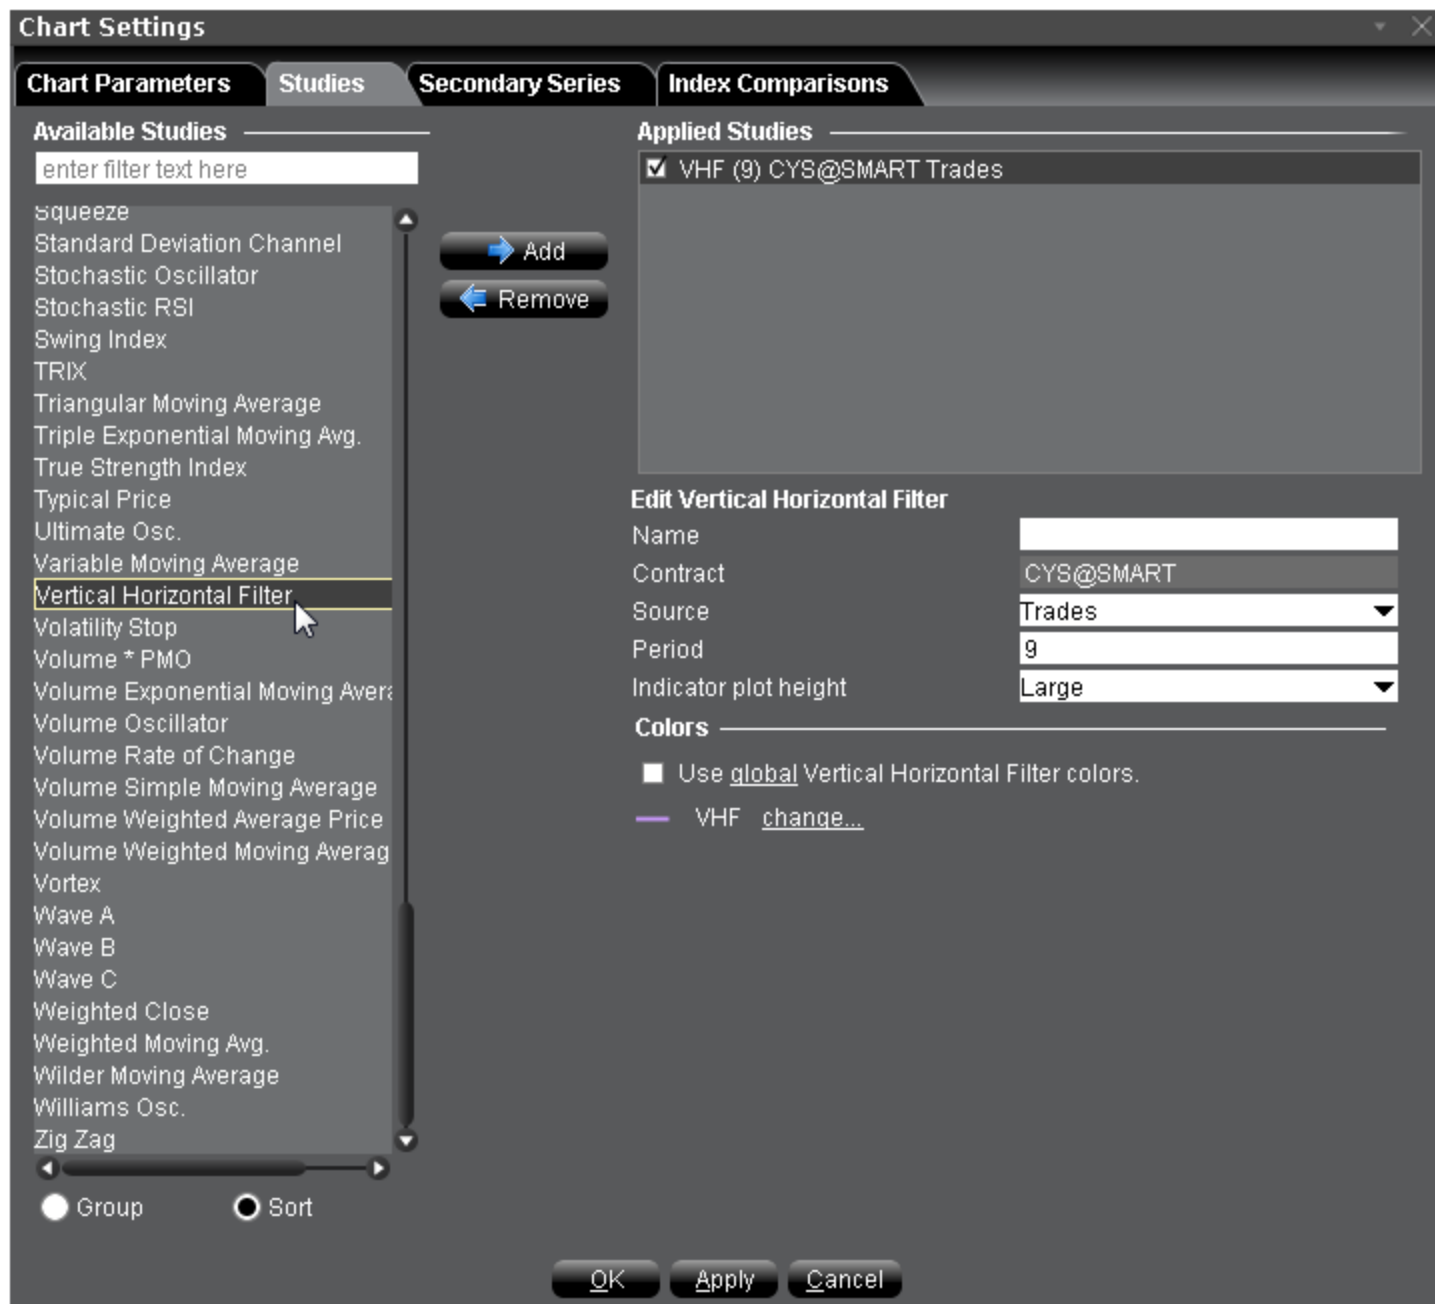 Chart Settings
Chart Parameters
Studies
Secondary Series
Index Comparisons
Available Studies
enter filter text here
Squeeze
Standard Deviation Channel
Stochastic Oscillator
Stochastic RSI
Swing Index
TRIX
Triangular Moving Average
Triple Exponential Moving Avg.
True Strength Index
Typical Price
Ultimate Osc.
Variable Moving Average
Vertical Horizontal Filter
Volatility Stop
Volume * PMO
Volume Exponential Moving Avera
Volume Oscillator
Volume Rate of Change
Volume Simple Moving Average
Volume Weighted Average Price
Volume Weighted Moving Averag
Vortex
Wave A
Wave B
Wave C
Weighted Close
Weighted Moving Avg.
Wilder Moving Average
Williams Osc.
Zig Zag
Group
Sort
Add
Remove
Applied Studies
VHF (9) CYS@SMART Trades
Edit Vertical Horizontal Filter
Name
Contract CYS@SMART
Source Trades
Period 9
Indicator plot height Large
Colors
Use global Vertical Horizontal Filter colors.
VHF change...
OK
Apply
Cancel